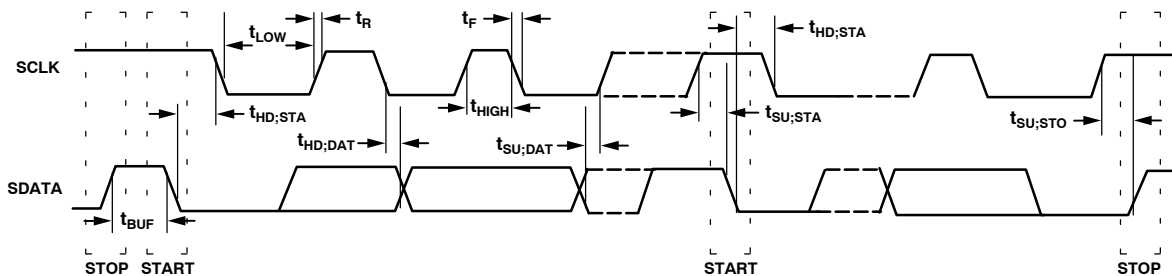 tR
tF
tLOW
tHD;STA
SCLK
tHD;STA
tHIGH
tSU;STA
tSU;STO
tHD;DAT
tSU;DAT
SDATA
tBUF
STOP START
START
STOP